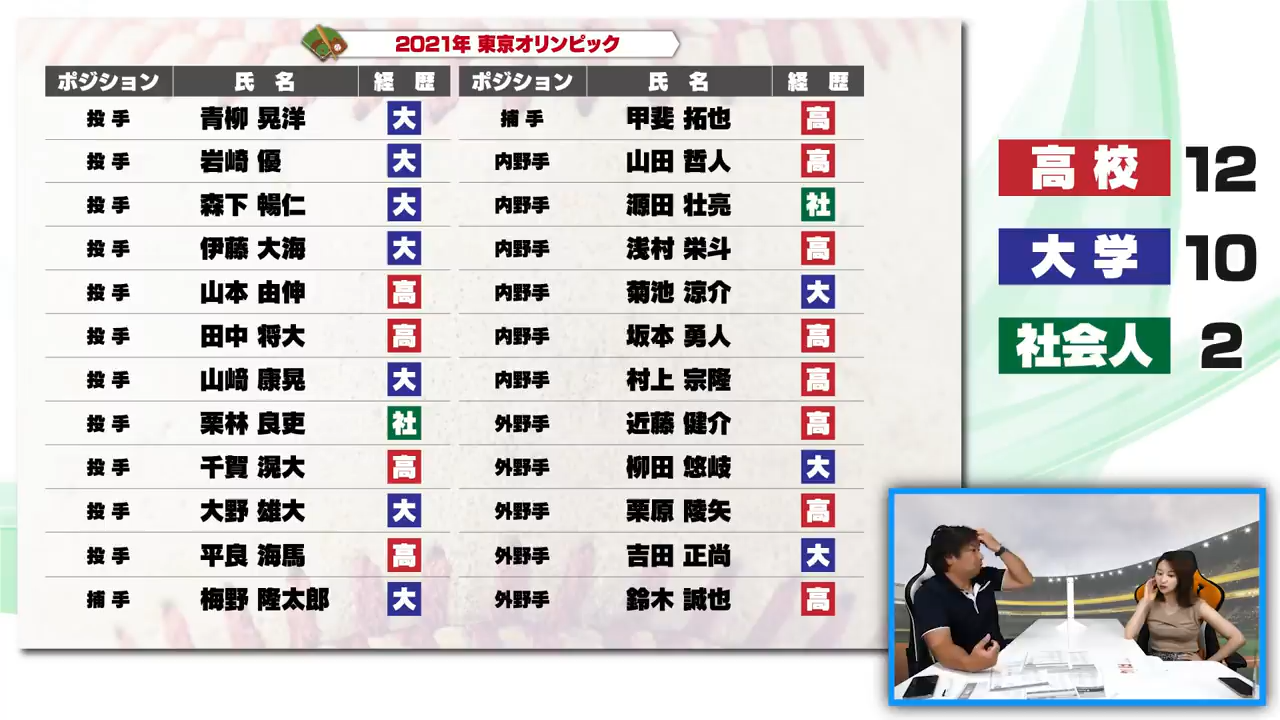 2021年 東京オリンピック
ポジション 氏 名 経 歴 ポジション 氏 名 経 歴
投 手 青柳 晃洋 大 捕 手 甲斐 拓也 高
投 手 岩崎 優 大 内野手 山田 哲人 高
投 手 森下 暢仁 大 内野手 源田 壮亮 社
投 手 伊藤 大海 大 内野手 浅村 栄斗 高
投 手 山本 由伸 高 内野手 菊池 涼介 大
投 手 田中 将大 高 内野手 坂本 勇人 高
投 手 山﨑 康晃 大 内野手 村上 宗隆 高
投 手 栗林 良吏 社 外野手 近藤 健介 高
投 手 千賀 滉大 高 外野手 柳田 悠岐 大
投 手 大野 雄大 大 外野手 栗原 陵矢 高
投 手 平良 海馬 高 外野手 吉田 正尚 大
捕 手 梅野 隆太郎 大 外野手 鈴木 誠也 高
高 校 12
大 学 10
社会人 2